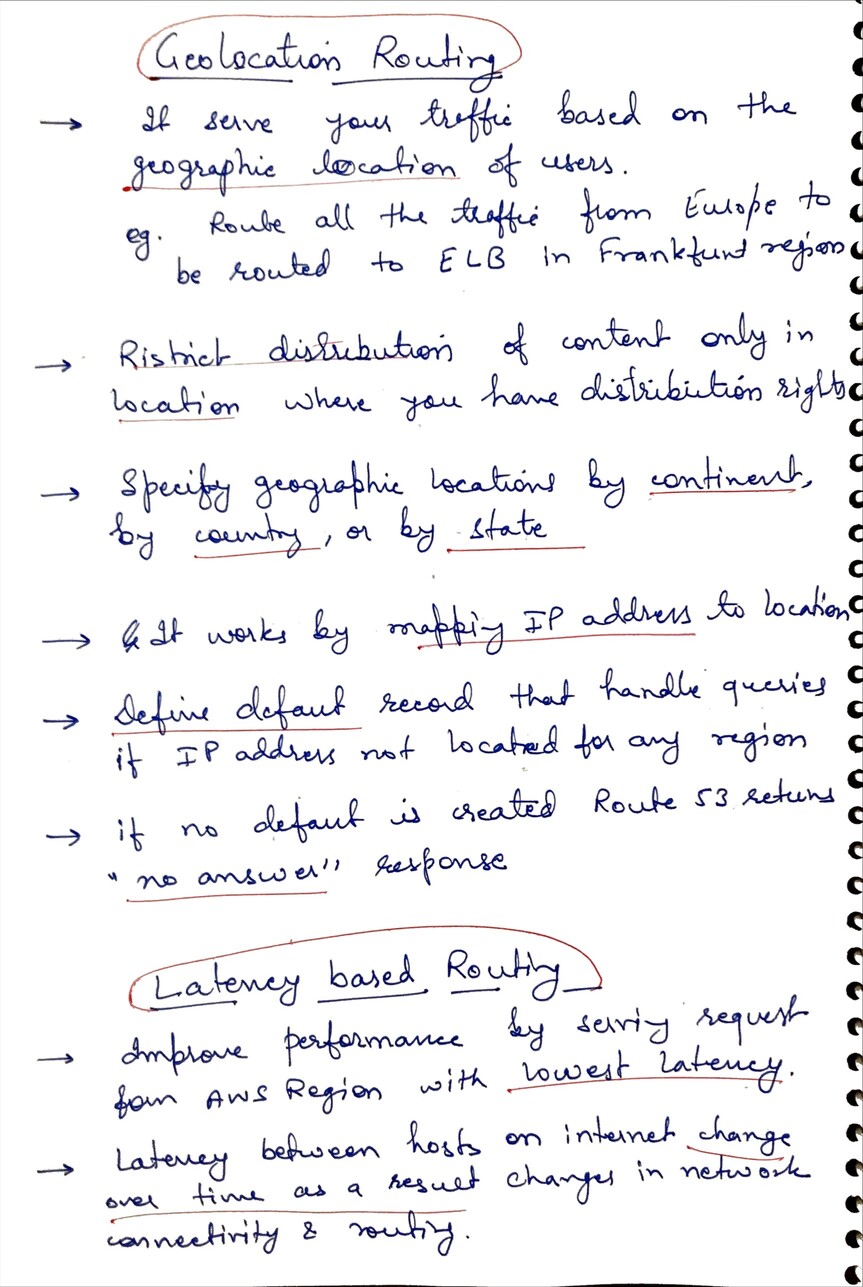 Geolocation Routing
→ It serve your traffic based on the
geographic location of users.
eg. Route all the traffic from Europe to
be routed to ELB in Frankfurt region
→ Ristrict distribution of content only in
location where you have distribution rights
→ Specify geographic locations by continent,
by country, or by state
→ It works by mapping IP address to location
→ Define defaut record that handle queries
if IP address not located for any region
→ if no defaut is created Route 53 returns
"no answer" response
Latency based Routing
→ Improve performance by serving request
from AWS Region with lowest latency.
→ Latency between hosts on internet change
over time as a result changes in network
connectivity & routing.